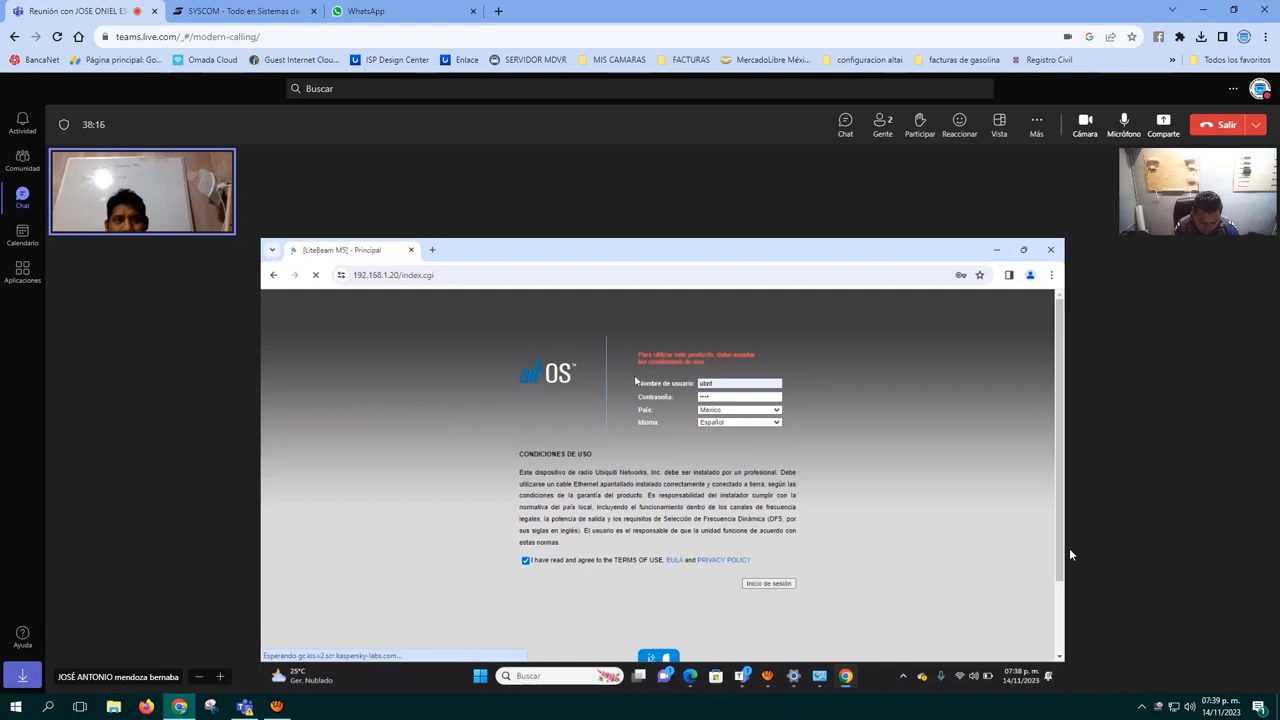 Reunión con JOSE ONIEL ES
SYSCOM - Todo en Sistemas de
WhatsApp
teams.live.com/_#/modern-calling/
BancaNet
Página principal: Go...
Omada Cloud
Guest Internet Clou...
ISP Design Center
Enlace
SERVIDOR MDVR
MIS CAMARAS
FACTURAS
MercadoLibre Méxi...
configuracion altai
facturas de gasolina
Registro Civil
»
Todos los favoritos
Buscar
Actividad
38:16
Chat
2
Gente
Participar
Reaccionar
Vista
Más
Cámara
Micrófono
Comparte
Salir
Comunidad
Chat
Calendario
Aplicaciones
[LiteBeam M5] - Principal
192.168.1.20/index.cgi
airOS™
Para utilizar este producto, debe aceptar
las condiciones de uso.
Nombre de usuario: ubnt
Contraseña: ••••
País: Mexico
Idioma: Español
CONDICIONES DE USO
Este dispositivo de radio Ubiquiti Networks, Inc. debe ser instalado por un profesional. Debe
utilizarse un cable Ethernet apantallado instalado correctamente y conectado a tierra, según las
condiciones de la garantía del producto. Es responsabilidad del instalador cumplir con la
normativa del país local, incluyendo el funcionamiento dentro de los canales de frecuencia
legales, la potencia de salida y los requisitos de Selección de Frecuencia Dinámica (DFS, por
sus siglas en inglés). El usuario es el responsable de que la unidad funcione de acuerdo con
estas normas.
I have read and agree to the TERMS OF USE, EULA and PRIVACY POLICY
Inicio de sesión
Esperando gc.kis.v2.scr.kaspersky-labs.com...
Ayuda
JOSÉ ANTONIO mendoza bernaba
25°C
Ger. Nublado
Buscar
07:38 p. m.
14/11/2023
07:39 p. m.
14/11/2023